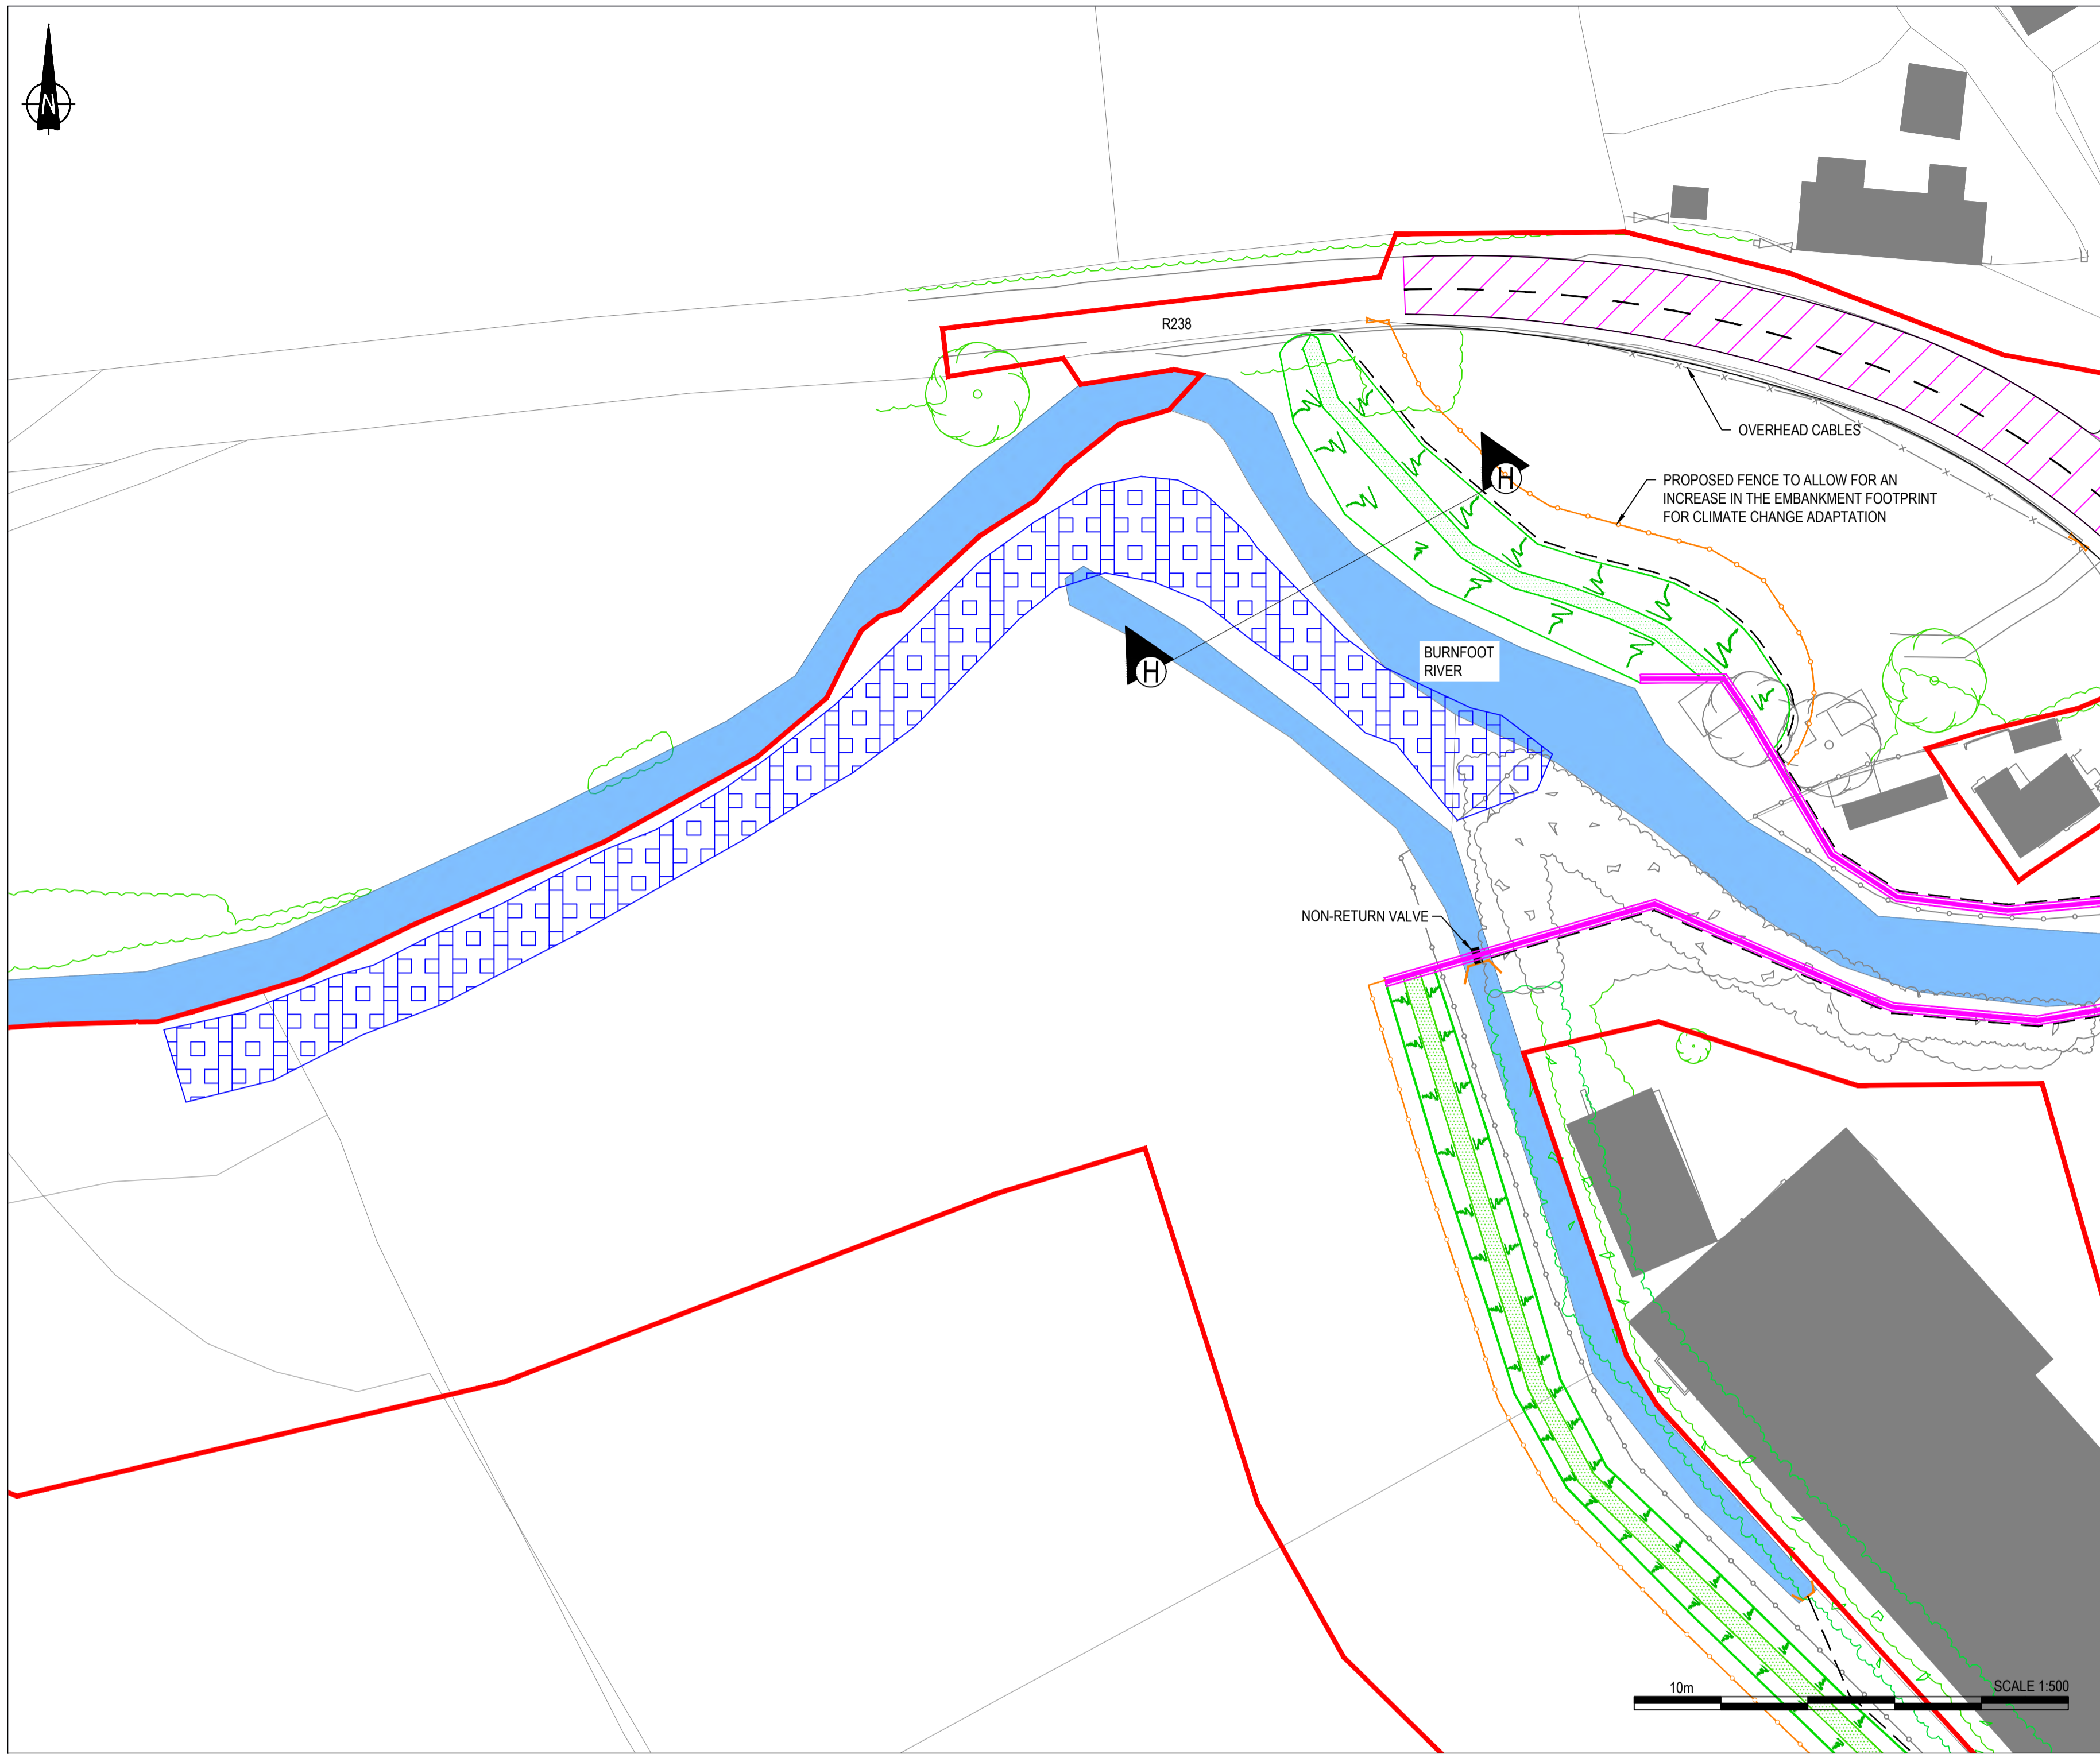 N
R238
OVERHEAD CABLES
H
PROPOSED FENCE TO ALLOW FOR AN
INCREASE IN THE EMBANKMENT FOOTPRINT
FOR CLIMATE CHANGE ADAPTATION
H
BURNFOOT
RIVER
NON-RETURN VALVE
10m
SCALE 1:500